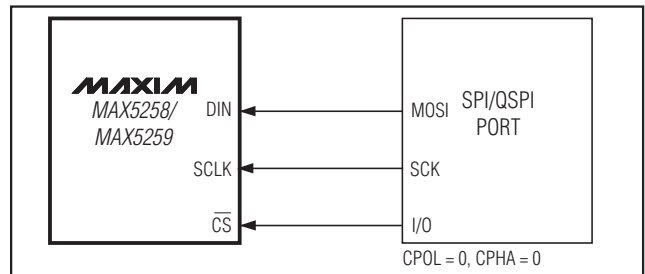 MAXIM
MAX5258/
MAX5259
DIN
SCLK
CS
MOSI
SCK
I/O
SPI/QSPI
PORT
CPOL = 0, CPHA = 0